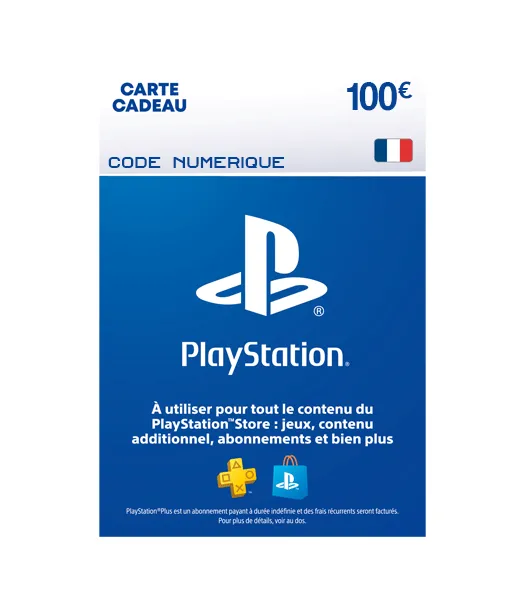 CARTE
CADEAU
100€
CODE NUMERIQUE
PlayStation®
À utiliser pour tout le contenu du
PlayStation™Store : jeux, contenu
additionnel, abonnements et bien plus
PlayStation®Plus est un abonnement payant à durée indéfinie et des frais récurrents seront facturés.
Pour plus de détails, voir au dos.